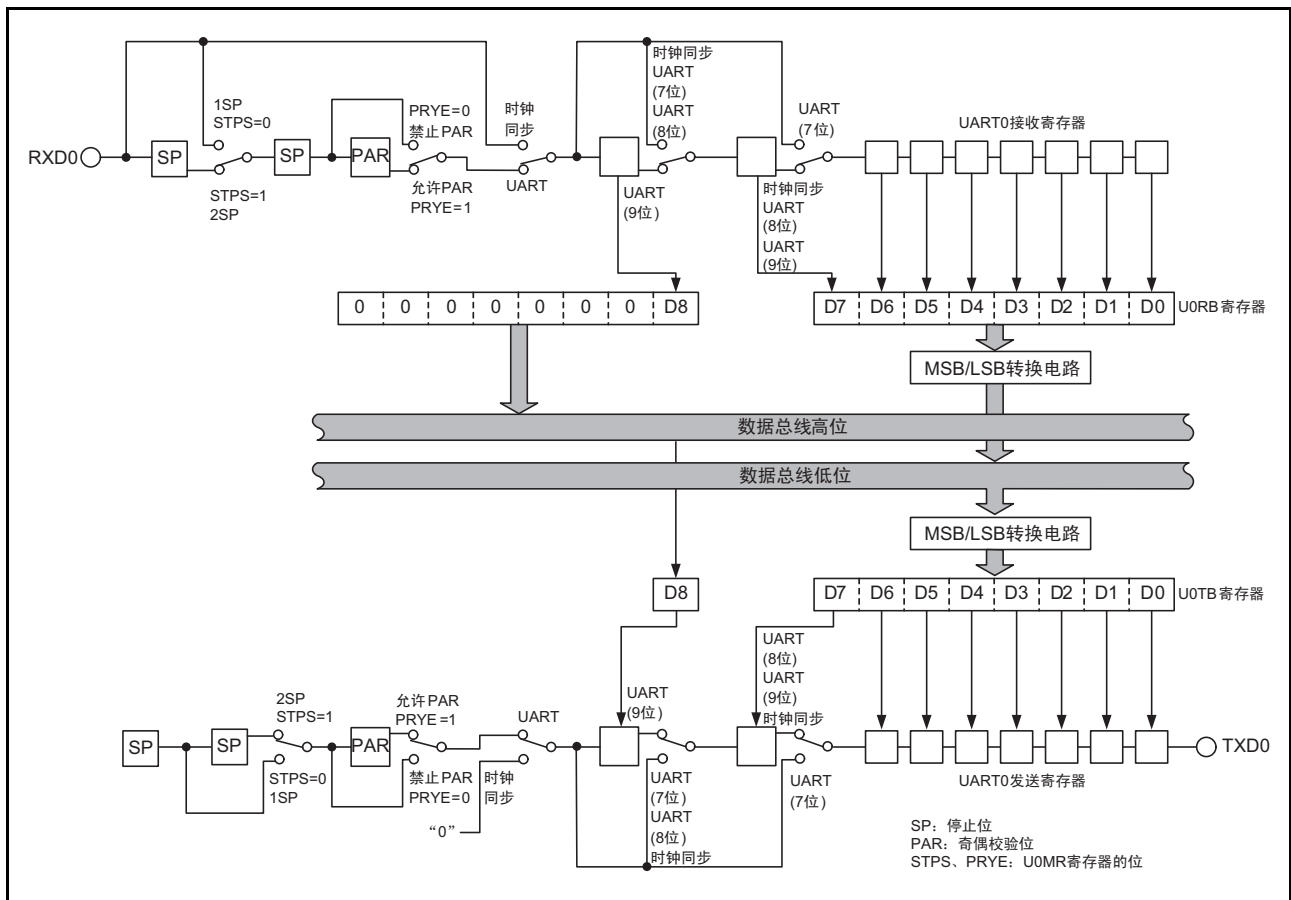 时钟同步
UART
(7位)
UART
(8位)
1SP
STPS=0
PRYE=0
禁止PAR
时钟
同步
UART
(7位)
UART0接收寄存器
RXD0
SP
SP
PAR
STPS=1
2SP
允许PAR
PRYE=1
UART
UART
(9位)
时钟同步
UART
(8位)
UART
(9位)
0 0 0 0 0 0 0 D8
D7 D6 D5 D4 D3 D2 D1 D0
U0RB寄存器
MSB/LSB转换电路
数据总线高位
数据总线低位
MSB/LSB转换电路
D8
D7 D6 D5 D4 D3 D2 D1 D0
U0TB寄存器
UART
(8位)
UART
(9位)
时钟同步
2SP
STPS=1
允许PAR
PRYE=1
UART
UART
(9位)
SP
SP
PAR
TXD0
STPS=0
1SP
禁止PAR
PRYE=0
时钟
同步
“0”
UART
(7位)
UART
(8位)
时钟同步
UART
(7位)
UART0发送寄存器
SP：停止位
PAR：奇偶校验位
STPS、PRYE：U0MR寄存器的位